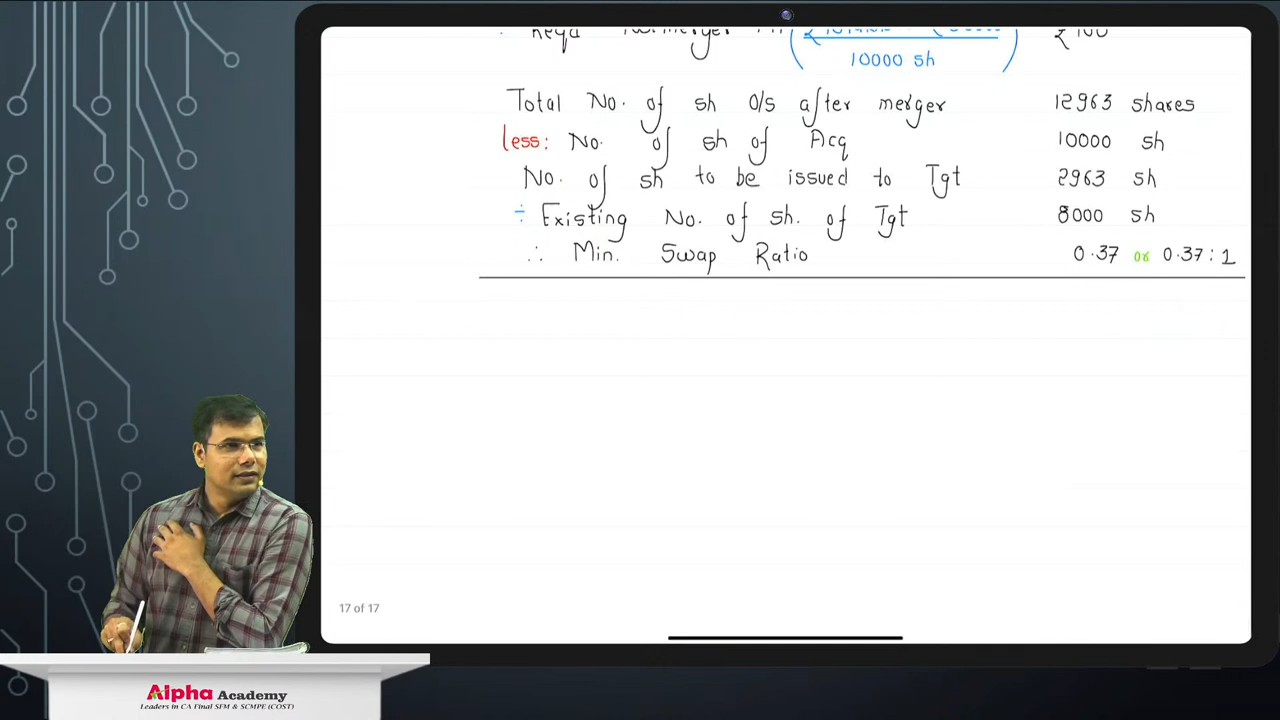 10000 sh
Total No. of sh O/s after merger 12963 shares
less: No. of sh of Acq 10000 sh
No. of sh to be issued to Tgt 2963 sh
÷ Existing No. of sh. of Tgt 8000 sh
∴ Min. Swap Ratio 0.37 or 0.37 : 1
17 of 17
Alpha Academy
Leaders in CA Final SFM & SCMPE (COST)